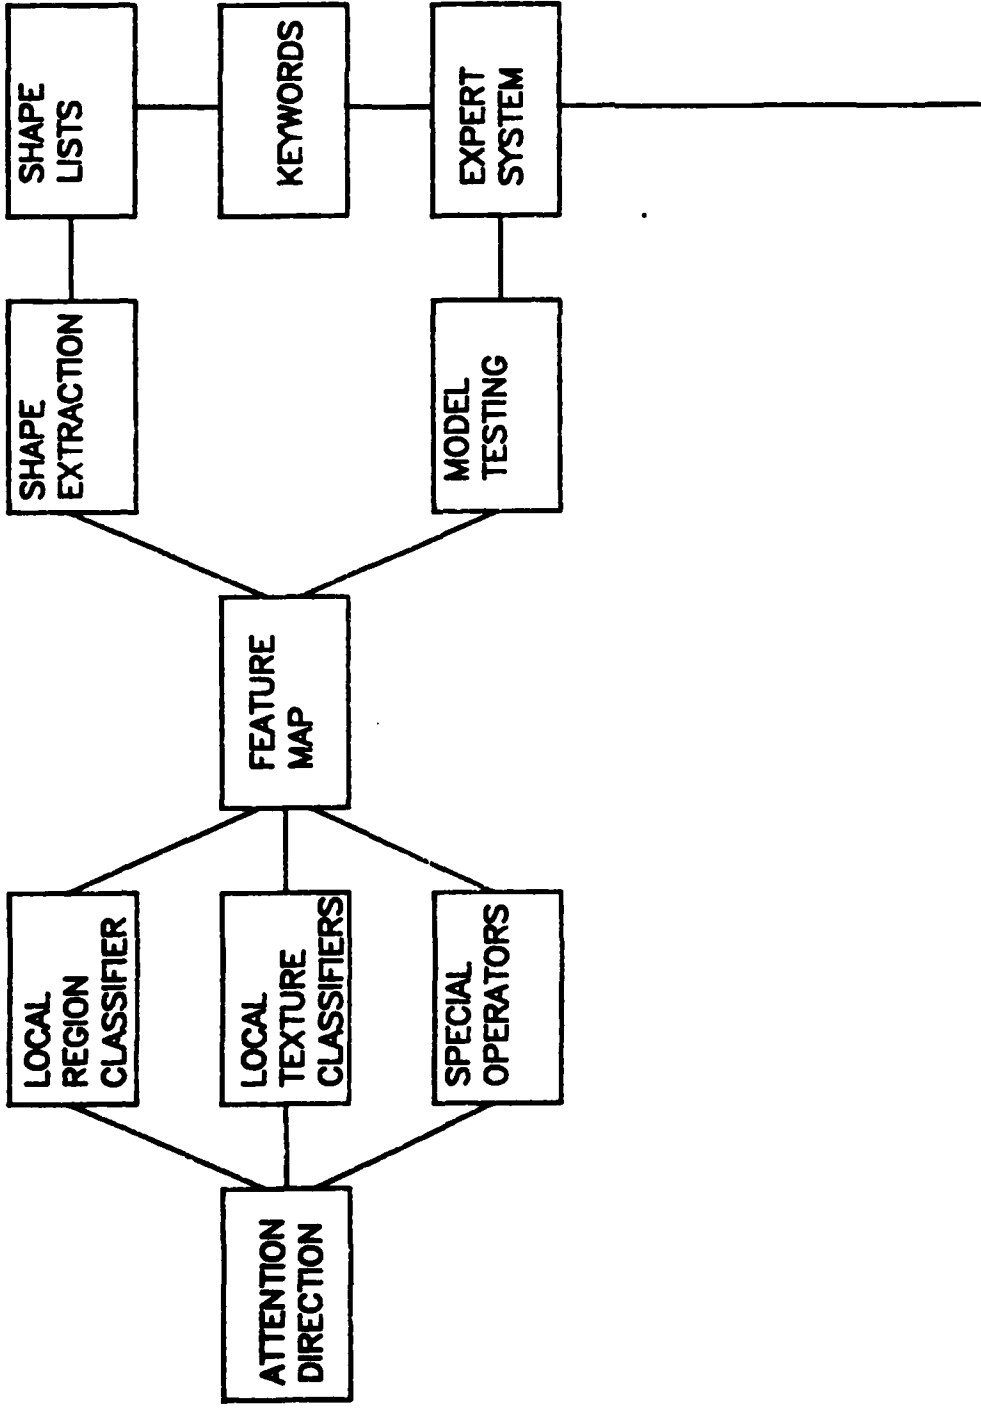 LOCAL
REGION
CLASSIFIER
SHAPE
EXTRACTION
SHAPE
LISTS
ATTENTION
DIRECTION
LOCAL
TEXTURE
CLASSIFIERS
FEATURE
MAP
KEYWORDS
SPECIAL
OPERATORS
MODEL
TESTING
EXPERT
SYSTEM